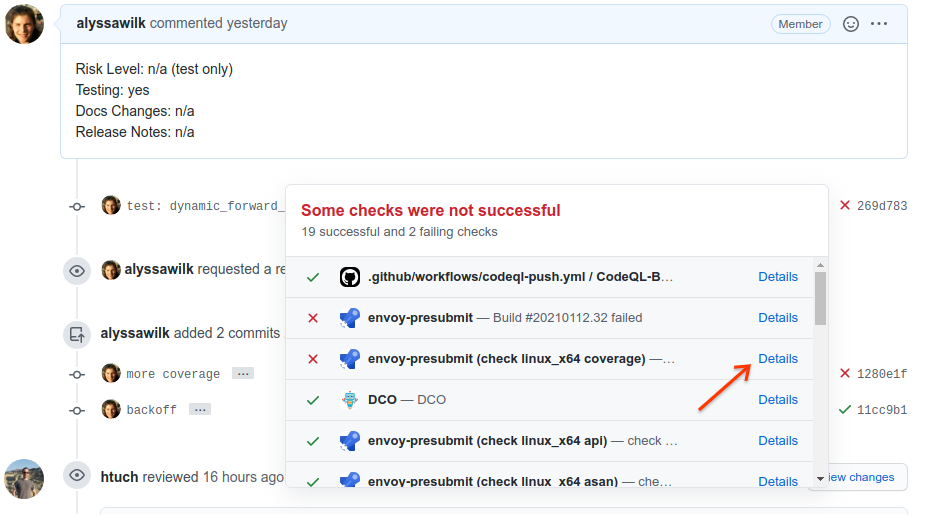 alyssawilk commented yesterday
Member
Risk Level: n/a (test only)
Testing: yes
Docs Changes: n/a
Release Notes: n/a
test: dynamic_forward_
269d783
alyssawilk requested a re
alyssawilk added 2 commits
more coverage ...
1280e1f
backoff ...
11cc9b1
htuch reviewed 16 hours ago
iew changes
Some checks were not successful
19 successful and 2 failing checks
.github/workflows/codeql-push.yml / CodeQL-B... Details
envoy-presubmit — Build #20210112.32 failed Details
envoy-presubmit (check linux_x64 coverage) —... Details
DCO — DCO Details
envoy-presubmit (check linux_x64 api) — check ... Details
envoy-presubmit (check linux_x64 asan) — che... Details